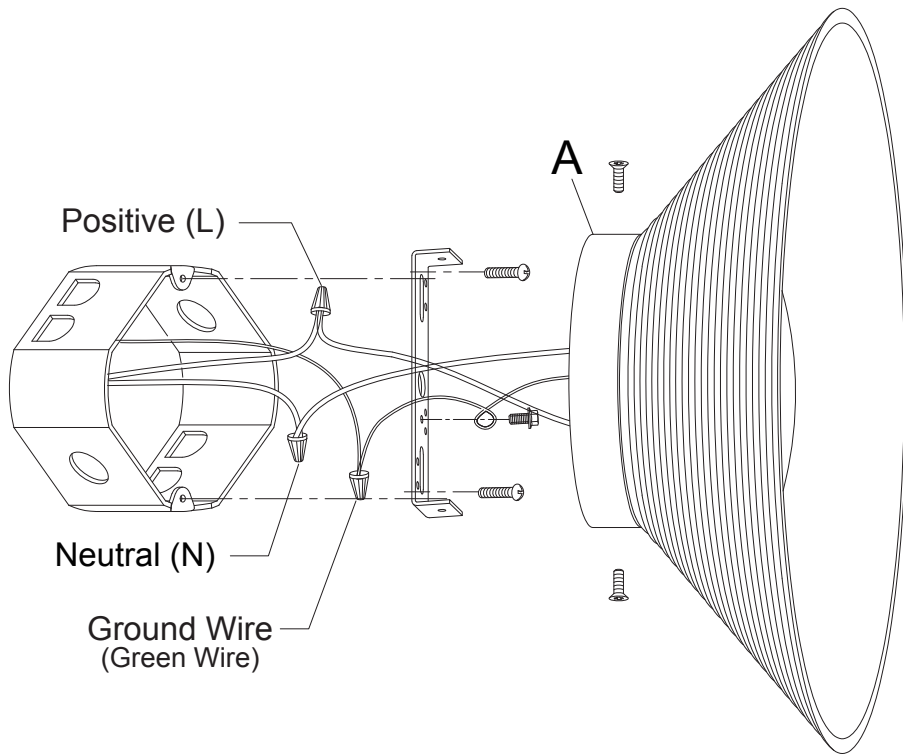 A
Positive (L)
Neutral (N)
Ground Wire
(Green Wire)